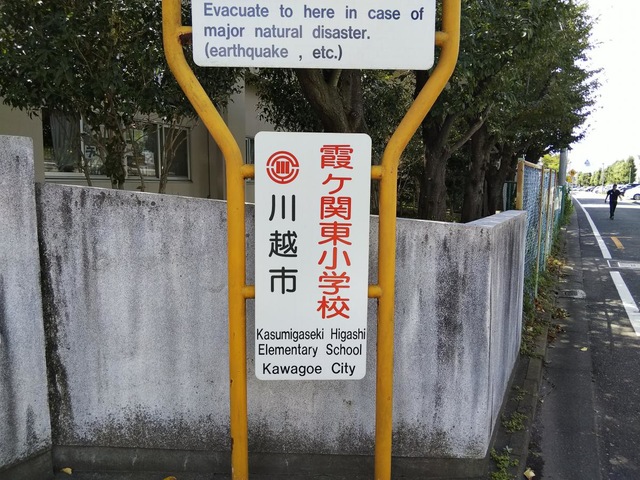 Evacuate to here in case of
major natural disaster.
(earthquake , etc.)
霞ケ関東小学校
川越市
Kasumigaseki Higashi
Elementary School
Kawagoe City